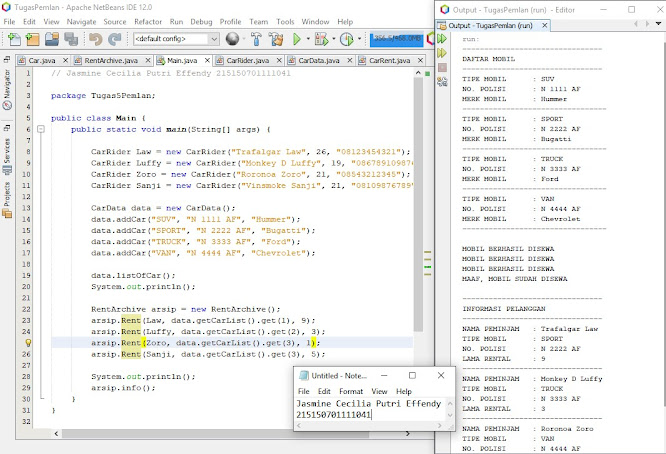 TugasPemlan - Apache NetBeans IDE 12.0
File Edit View Navigate Source Refactor Run Debug Profile Team Tools Window Help
<default config>
Car.java RentArchive.java Main.java CarRider.java CarData.java CarRent.java
Navigator
Services
Projects
1 // Jasmine Cecilia Putri Effendy 215150701111041
2
3 package Tugas5Pemlan;
4
5 public class Main {
6 public static void main(String[] args) {
7
8 CarRider Law = new CarRider("Trafalgar Law", 26, "08123454321");
9 CarRider Luffy = new CarRider("Monkey D Luffy", 19, "086789109876
10 CarRider Zoro = new CarRider("Roronoa Zoro", 21, "08543212345");
11 CarRider Sanji = new CarRider("Vinsmoke Sanji", 21, "081098767897
12
13 CarData data = new CarData();
14 data.addCar("SUV", "N 1111 AF", "Hummer");
15 data.addCar("SPORT", "N 2222 AF", "Bugatti");
16 data.addCar("TRUCK", "N 3333 AF", "Ford");
17 data.addCar("VAN", "N 4444 AF", "Chevrolet");
18
19 data.listOfCar();
20 System.out.println();
21
22 RentArchive arsip = new RentArchive();
23 arsip.Rent(Law, data.getCarList().get(1), 9);
24 arsip.Rent(Luffy, data.getCarList().get(2), 3);
arsip.Rent(Zoro, data.getCarList().get(3), 1);
26 arsip.Rent(Sanji, data.getCarList().get(3), 5);
27
28 System.out.println();
29 arsip.info();
30 }
31 }
32
Untitled - Note...
File Edit Format View Help
Jasmine Cecilia Putri Effendy
215150701111041
Output - TugasPemlan (run) - Editor
Output - TugasPemlan (run)
run:
DAFTAR MOBIL
TIPE MOBIL : SUV
NO. POLISI : N 1111 AF
MERK MOBIL : Hummer
TIPE MOBIL : SPORT
NO. POLISI : N 2222 AF
MERK MOBIL : Bugatti
TIPE MOBIL : TRUCK
NO. POLISI : N 3333 AF
MERK MOBIL : Ford
TIPE MOBIL : VAN
NO. POLISI : N 4444 AF
MERK MOBIL : Chevrolet
MOBIL BERHASIL DISEWA
MOBIL BERHASIL DISEWA
MOBIL BERHASIL DISEWA
MAAF, MOBIL SUDAH DISEWA
INFORMASI PELANGGAN
NAMA PEMINJAM : Trafalgar Law
TIPE MOBIL : SPORT
NO. POLISI : N 2222 AF
LAMA RENTAL : 9
NAMA PEMINJAM : Monkey D Luffy
TIPE MOBIL : TRUCK
NO. POLISI : N 3333 AF
LAMA RENTAL : 3
NAMA PEMINJAM : Roronoa Zoro
TIPE MOBIL : VAN
NO. POLISI : N 4444 AF